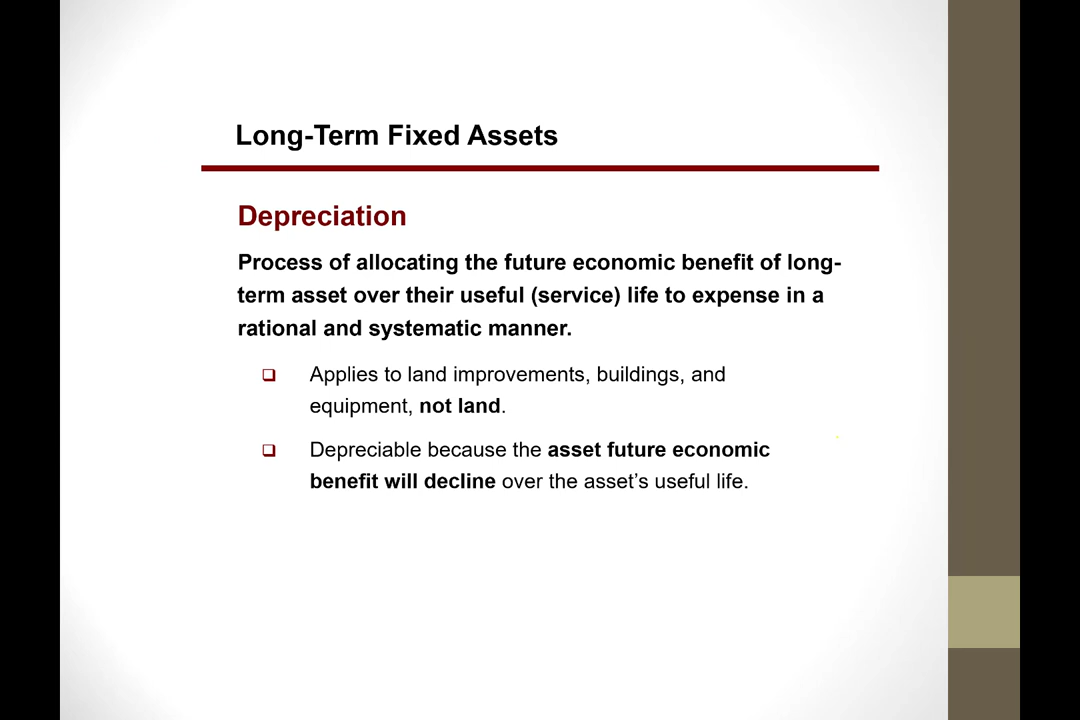 Long-Term Fixed Assets
Depreciation
Process of allocating the future economic benefit of long-
term asset over their useful (service) life to expense in a
rational and systematic manner.
Applies to land improvements, buildings, and
equipment, not land.
Depreciable because the asset future economic
benefit will decline over the asset’s useful life.